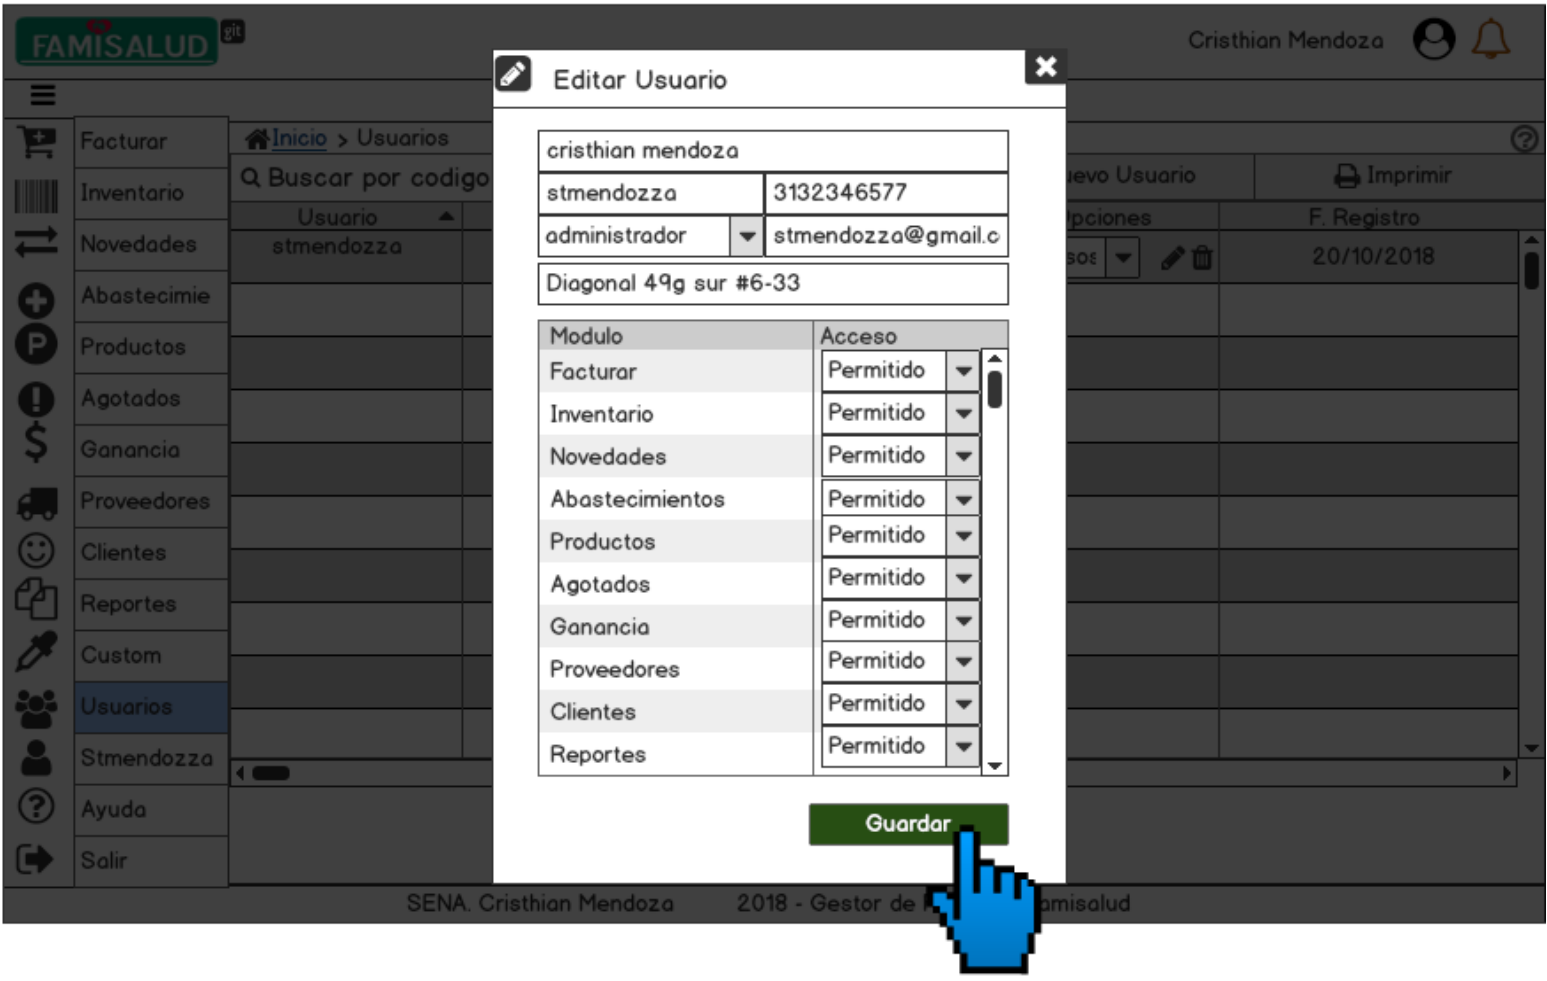 FAMISALUD
git
Cristhian Mendoza
Editar Usuario
Facturar
Inventario
Novedades
Abastecimie
Productos
Agotados
Ganancia
Proveedores
Clientes
Reportes
Custom
Usuarios
Stmendozza
Ayuda
Salir
Inicio > Usuarios
Buscar por codigo
Usuario Imprimir
Usuario F. Registro
stmendozza 20/10/2018
cristhian mendoza
stmendozza 3132346577
administrador stmendozza@gmail.c
Diagonal 49g sur #6-33
Modulo Acceso
Facturar Permitido
Inventario Permitido
Novedades Permitido
Abastecimientos Permitido
Productos Permitido
Agotados Permitido
Ganancia Permitido
Proveedores Permitido
Clientes Permitido
Reportes Permitido
Guardar
SENA. Cristhian Mendoza 2018 - Gestor de